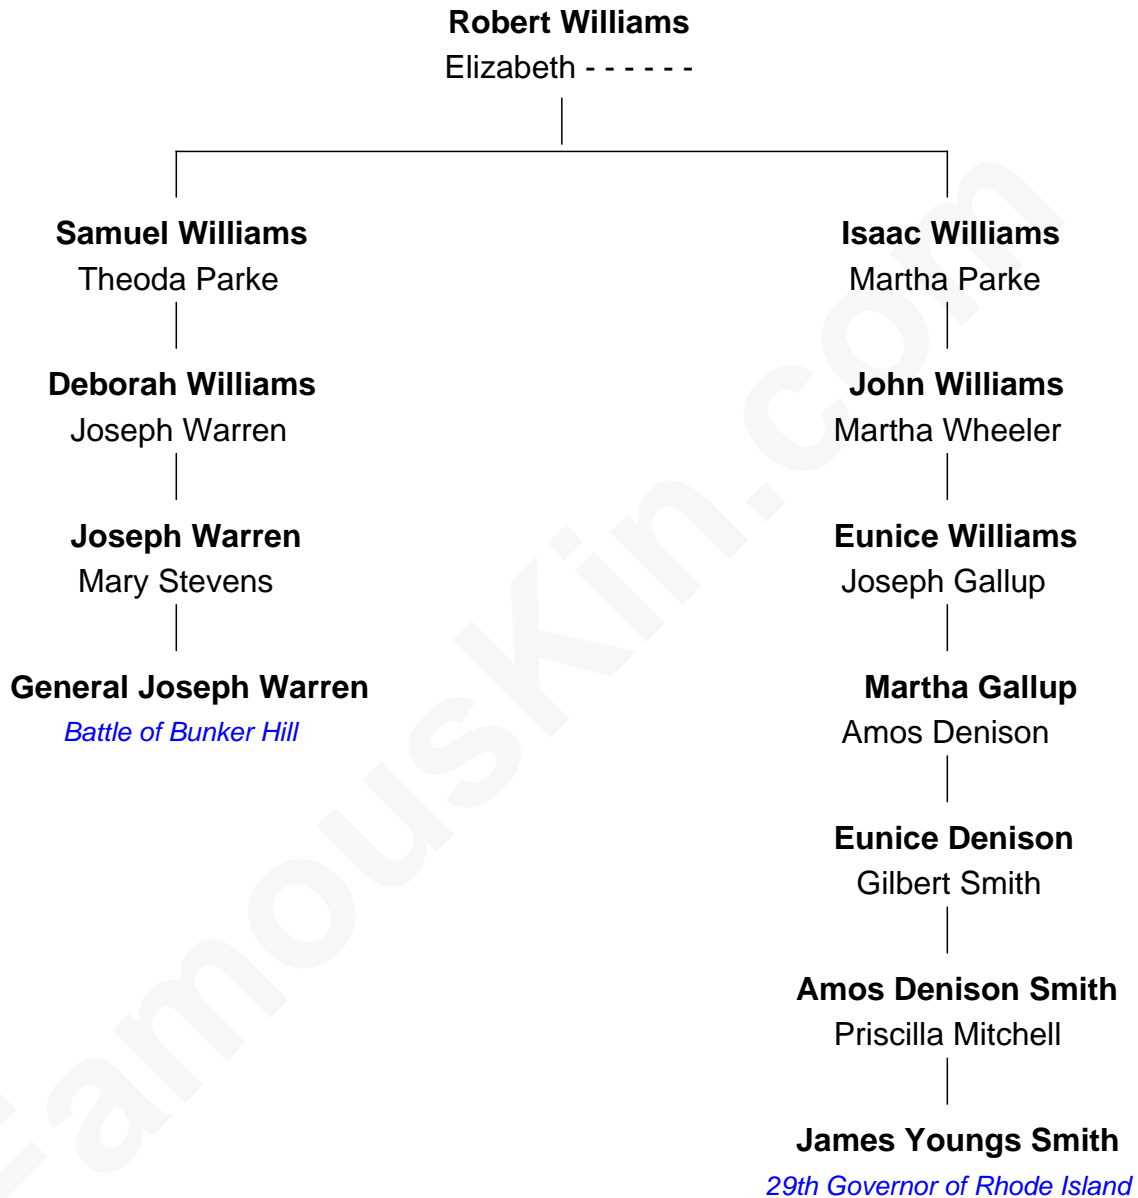 Robert Williams
Elizabeth - - - - - -
Samuel Williams
Theoda Parke
Deborah Williams
Joseph Warren
Joseph Warren
Mary Stevens
General Joseph Warren
Battle of Bunker Hill
Isaac Williams
Martha Parke
John Williams
Martha Wheeler
Eunice Williams
Joseph Gallup
Martha Gallup
Amos Denison
Eunice Denison
Gilbert Smith
Amos Denison Smith
Priscilla Mitchell
James Youngs Smith
29th Governor of Rhode Island
FamousKin.com